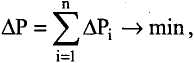 ΔP = ∑_{i=1}^{n} ΔP_i → min,